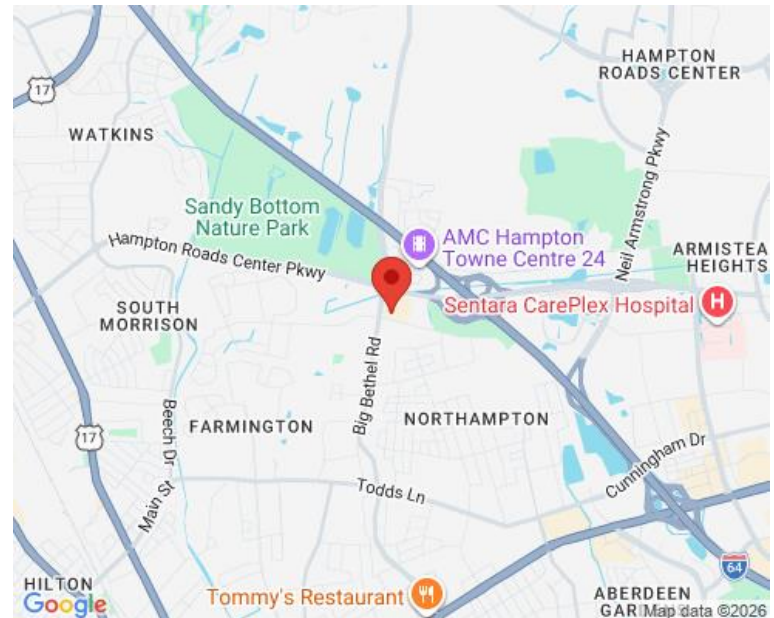 HAMPTON
ROADS CENTER
17
WATKINS
Neil Armstrong Pkwy
Sandy Bottom
Nature Park
AMC Hampton
Towne Centre 24
Hampton Roads Center Pkwy
ARMISTEA
HEIGHTS
Sentara CarePlex Hospital
H
SOUTH
MORRISON
Big Bethel Rd
Beech Dr
FARMINGTON
NORTHAMPTON
17
Cunningham Dr
Todds Ln
Main St
64
HILTON
Google
Tommy's Restaurant
ABERDEEN
GAR
Map data ©2026